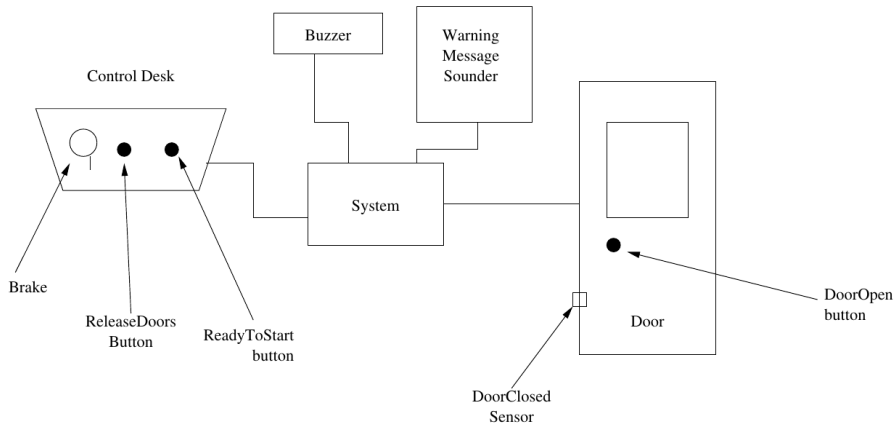 Buzzer
Warning
Message
Sounder
Control Desk
System
Brake
ReleaseDoors
Button
ReadyToStart
button
Door
DoorOpen
button
DoorClosed
Sensor